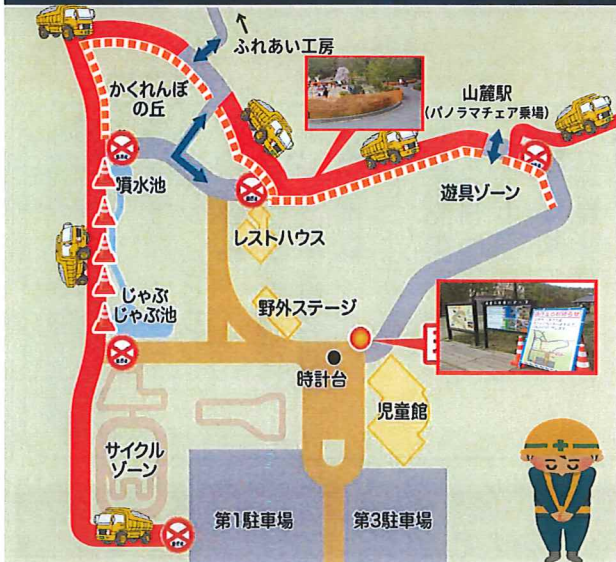 ふれあい工房
かくれんぼ
の丘
山麓駅
(パノラマチェア乗場)
噴水池
遊具ゾーン
レストハウス
じゃぶ
じゃぶ池
野外ステージ
時計台
児童館
サイクル
ゾーン
第1駐車場
第3駐車場